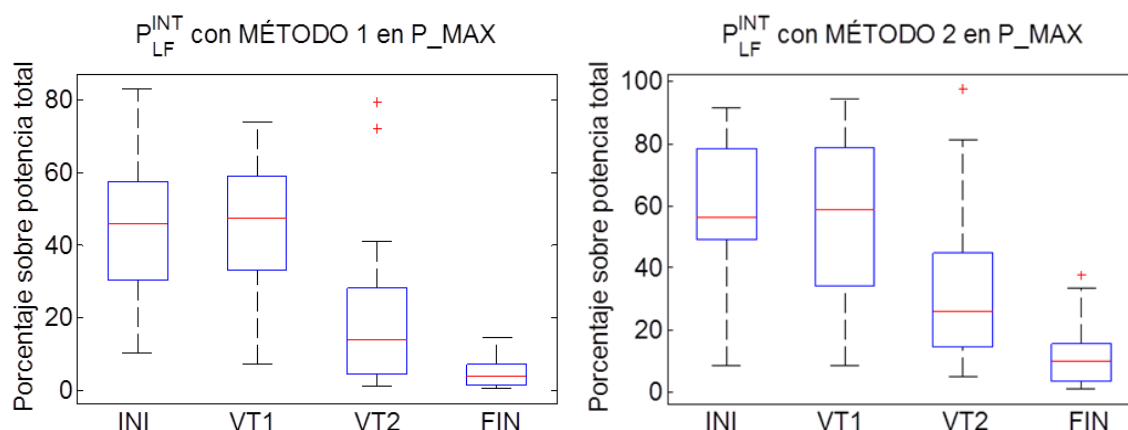 P_LF^INT con MÉTODO 1 en P_MAX
Porcentaje sobre potencia total
80
60
40
20
0
INI VT1 VT2 FIN
P_LF^INT con MÉTODO 2 en P_MAX
Porcentaje sobre potencia total
100
80
60
40
20
0
INI VT1 VT2 FIN